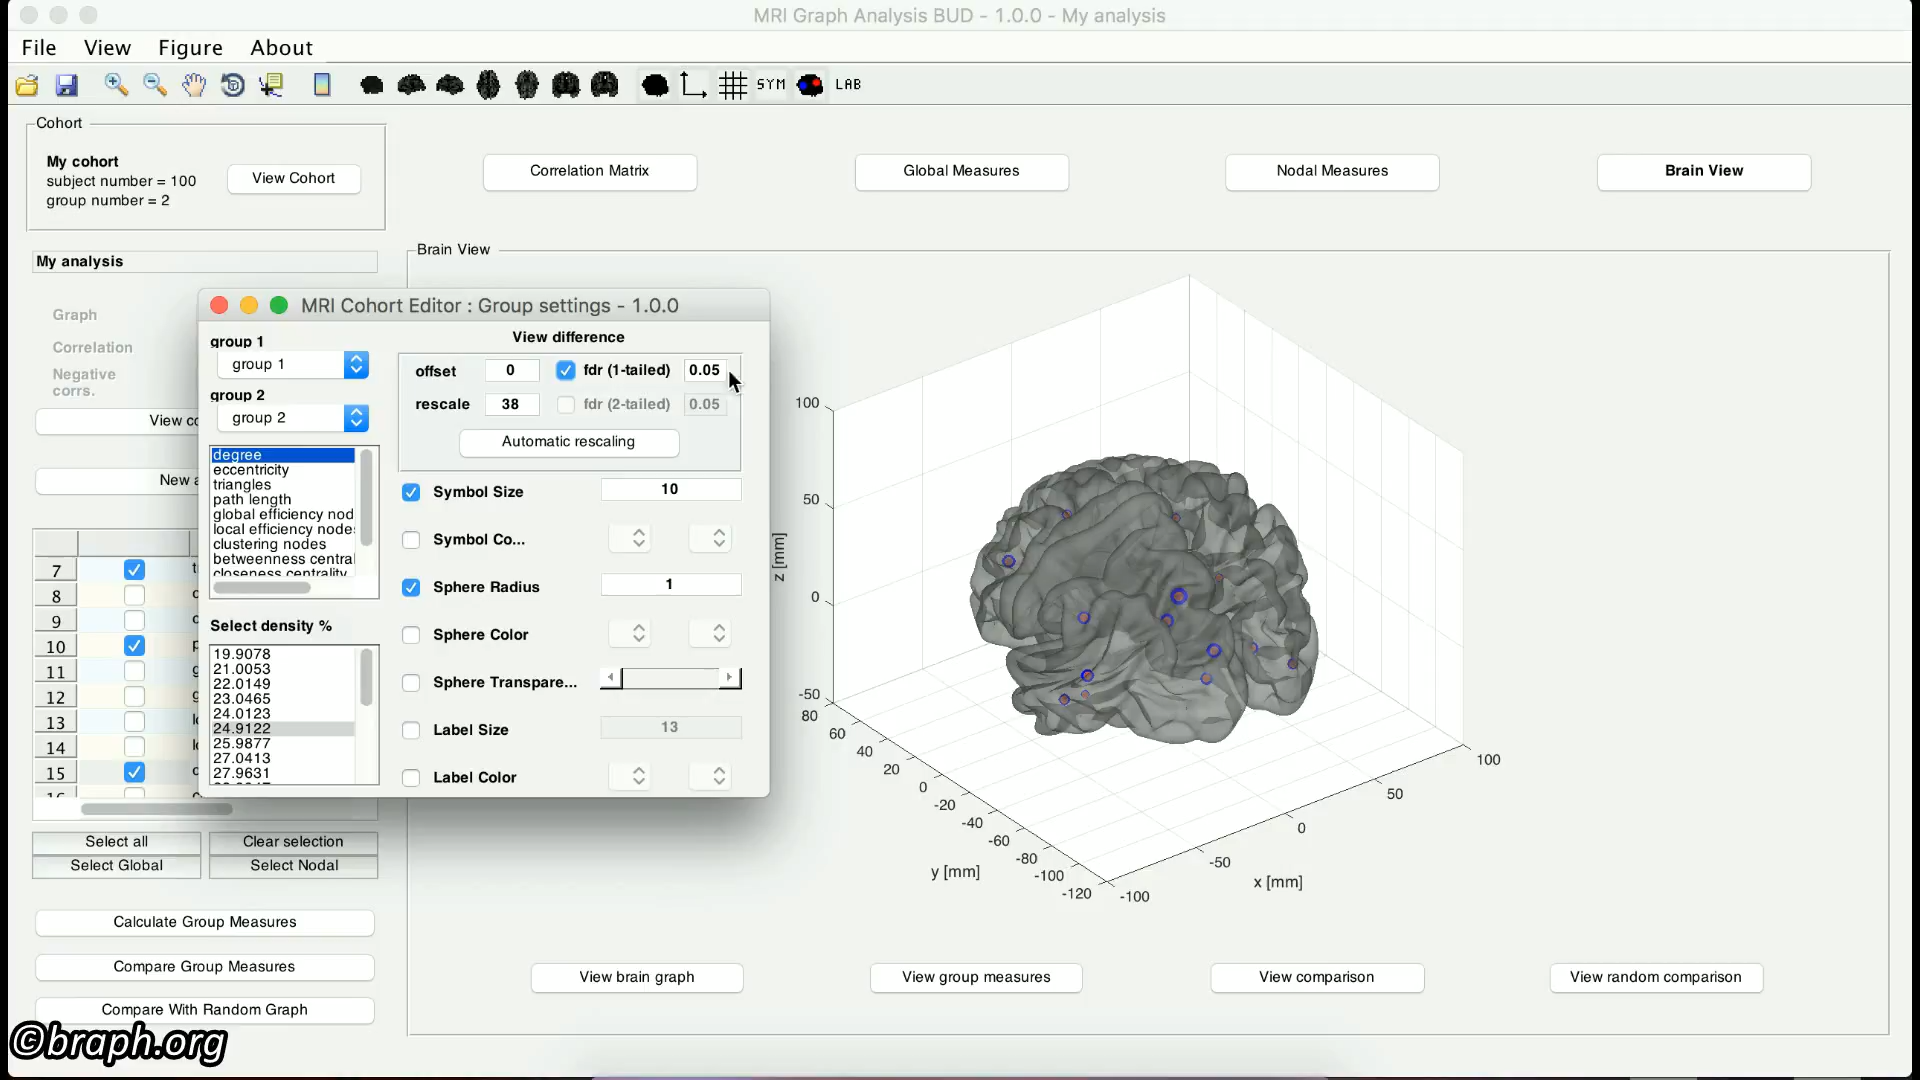 MRI Graph Analysis BUD - 1.0.0 - My analysis
File View Figure About
SYM LAB
Cohort
My cohort
subject number = 100
group number = 2
View Cohort
Correlation Matrix
Global Measures
Nodal Measures
Brain View
My analysis
Graph
Correlation
Negative
corrs.
View co
New a
7
8
9
10
11
12
13
14
15
Select all
Clear selection
Select Global
Select Nodal
Calculate Group Measures
Compare Group Measures
Compare With Random Graph
MRI Cohort Editor : Group settings - 1.0.0
group 1
group 1
group 2
group 2
degree
eccentricity
triangles
path length
global efficiency nod
local efficiency nodes
clustering nodes
betweenness central
closeness centrality
Select density %
19.9078
21.0053
22.0149
23.0465
24.0123
24.9122
25.9877
27.0413
27.9631
View difference
offset 0 fdr (1-tailed) 0.05
rescale 38 fdr (2-tailed) 0.05
Automatic rescaling
Symbol Size 10
Symbol Co...
Sphere Radius 1
Sphere Color
Sphere Transpare...
Label Size 13
Label Color
Brain View
100
50
0
-50
z [mm]
80
60
40
20
0
-20
-40
-60
-80
-100
-120
y [mm]
-100
-50
0
50
100
x [mm]
View brain graph
View group measures
View comparison
View random comparison
©braph.org